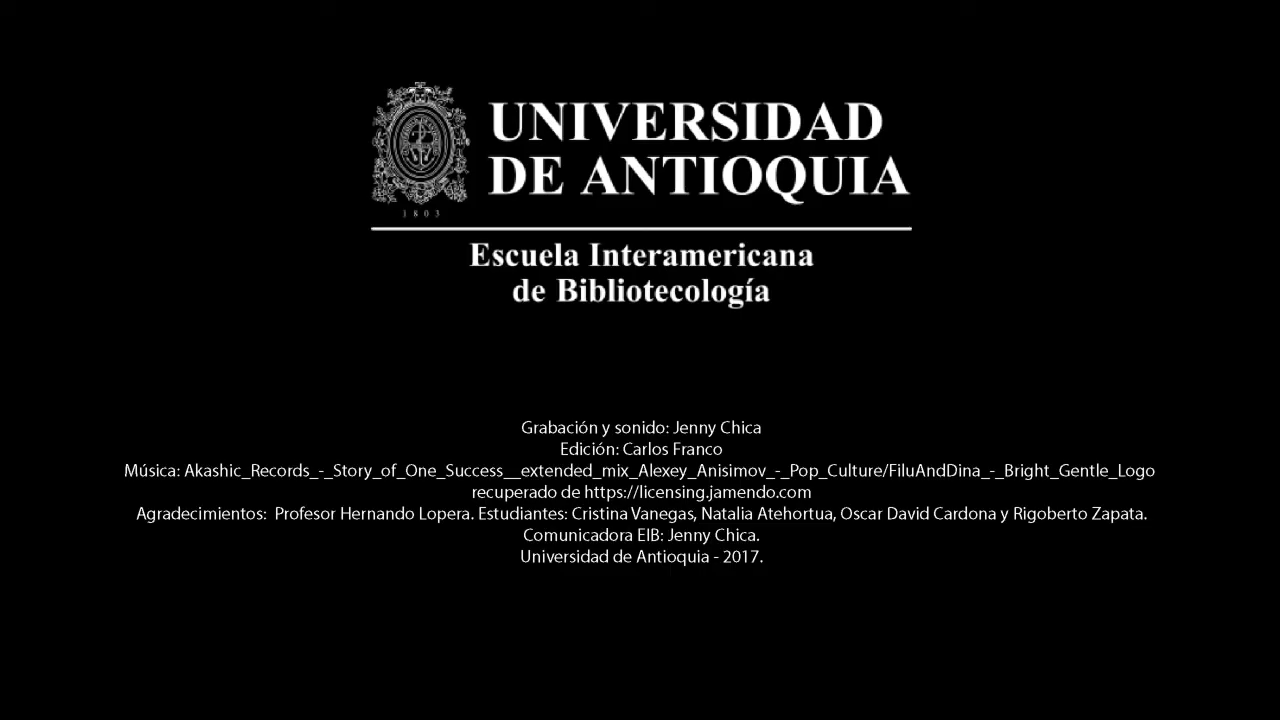 UNIVERSIDAD
DE ANTIOQUIA
1803
Escuela Interamericana
de Bibliotecología
Grabación y sonido: Jenny Chica
Edición: Carlos Franco
Música: Akashic_Records_-_Story_of_One_Success__extended_mix_Alexey_Anisimov_-_Pop_Culture/FiluAndDina_-_Bright_Gentle_Logo
recuperado de https://licensing.jamendo.com
Agradecimientos:  Profesor Hernando Lopera. Estudiantes: Cristina Vanegas, Natalia Atehortua, Oscar David Cardona y Rigoberto Zapata.
Comunicadora EIB: Jenny Chica.
Universidad de Antioquia - 2017.